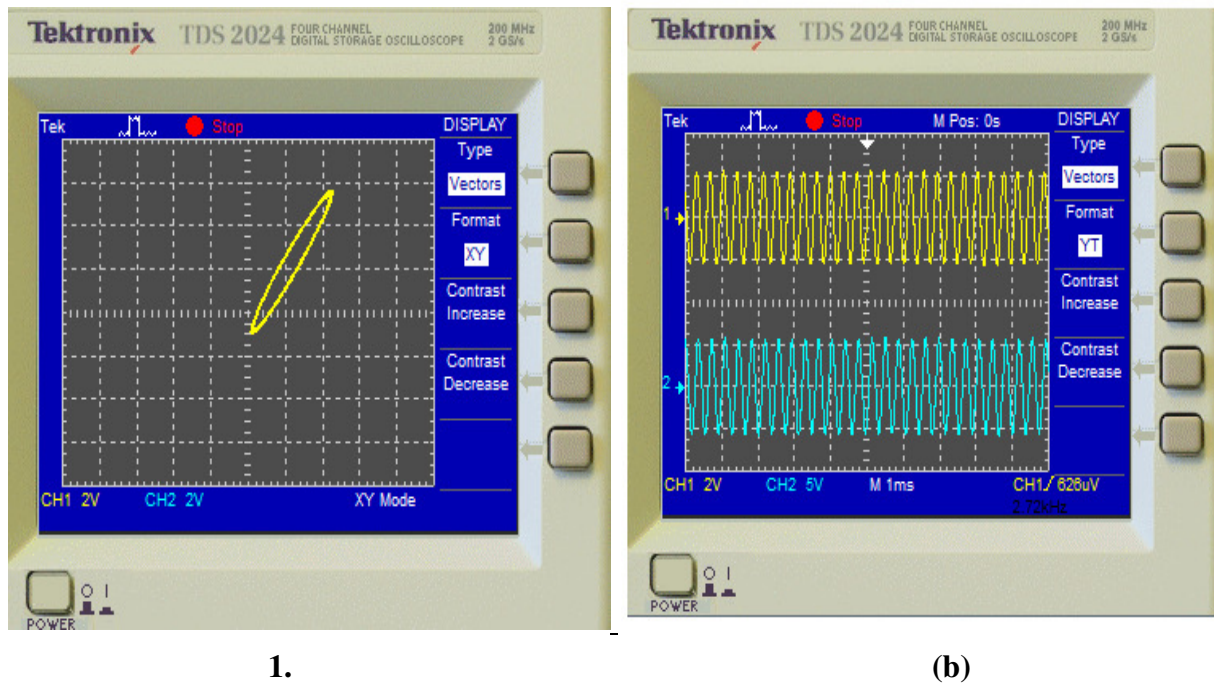 Tektronix TDS 2024 FOUR CHANNEL DIGITAL STORAGE OSCILLOSCOPE 200 MHz 2 GS/s
Tek Stop DISPLAY
Type
Vectors
Format
XY
Contrast
Increase
Contrast
Decrease
CH1 2V CH2 2V XY Mode
POWER
O I
1.
Tektronix TDS 2024 FOUR CHANNEL DIGITAL STORAGE OSCILLOSCOPE 200 MHz 2 GS/s
Tek Stop M Pos: 0s DISPLAY
Type
Vectors
Format
YT
Contrast
Increase
Contrast
Decrease
1
2
CH1 2V CH2 5V M 1ms CH1 / 626uV
2.72kHz
POWER
O I
(b)